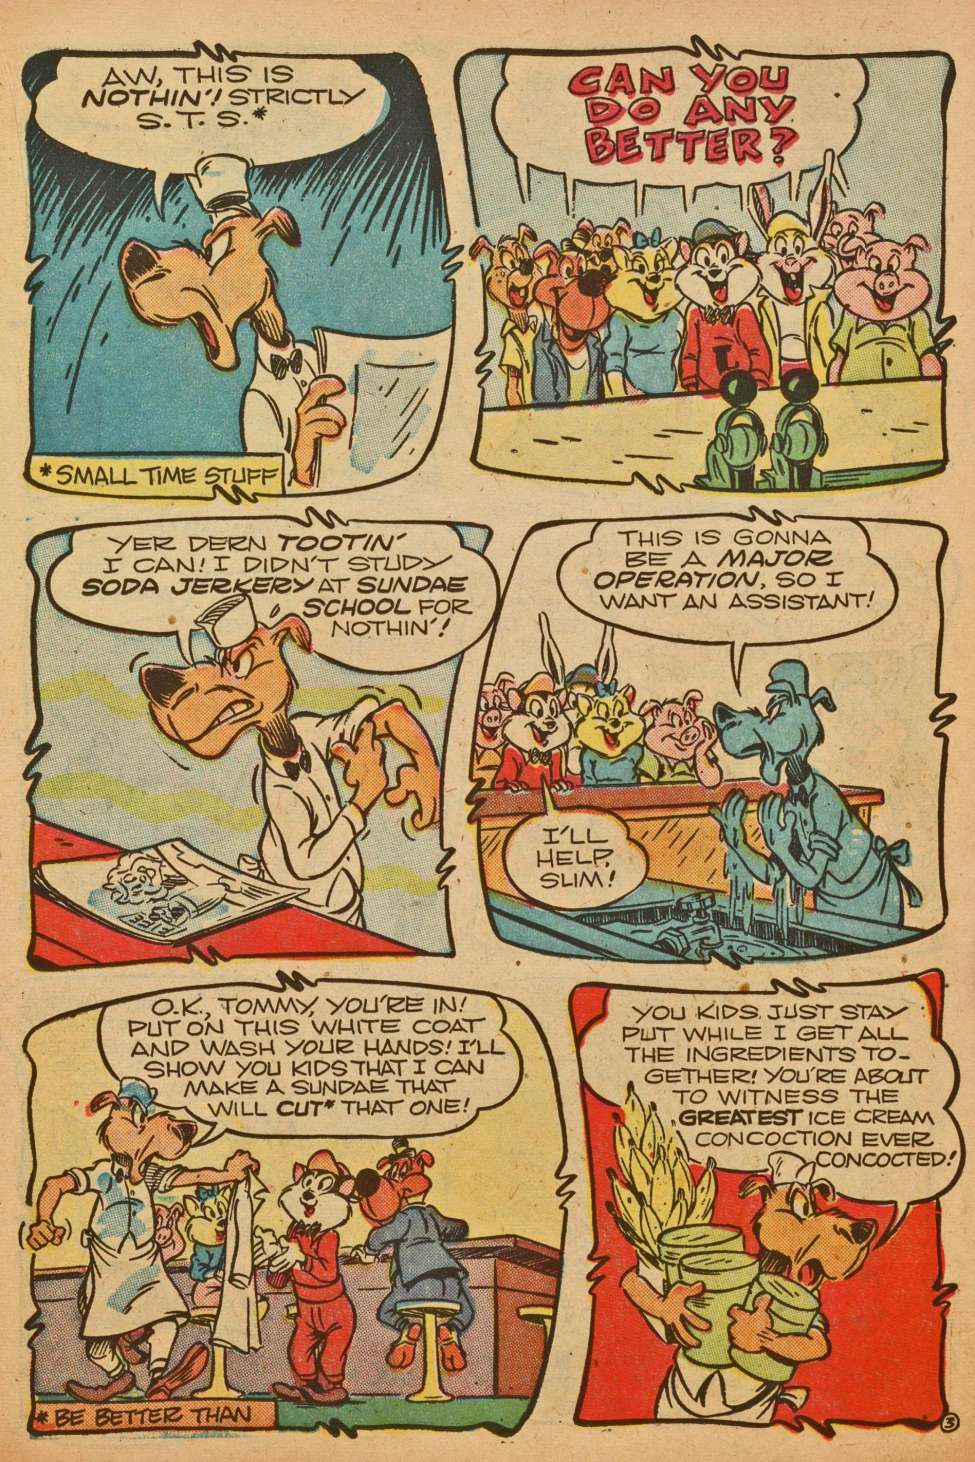 AW, THIS IS
NOTHIN'! STRICTLY
S.T.S.*
* SMALL TIME STUFF
CAN YOU
DO ANY
BETTER?
YER DERN TOOTIN'
I CAN! I DIDN'T STUDY
SODA JERKERY AT SUNDAE
SCHOOL FOR
NOTHIN'!
THIS IS GONNA
BE A MAJOR
OPERATION, SO I
WANT AN ASSISTANT!
I'LL
HELP,
SLIM!
O.K., TOMMY, YOU'RE IN!
PUT ON THIS WHITE COAT
AND WASH YOUR HANDS! I'LL
SHOW YOU KIDS THAT I CAN
MAKE A SUNDAE THAT
WILL CUT* THAT ONE!
* BE BETTER THAN
YOU KIDS JUST STAY
PUT WHILE I GET ALL
THE INGREDIENTS TO-
GETHER! YOU'RE ABOUT
TO WITNESS THE
GREATEST ICE CREAM
CONCOCTION EVER
CONCOCTED!
3